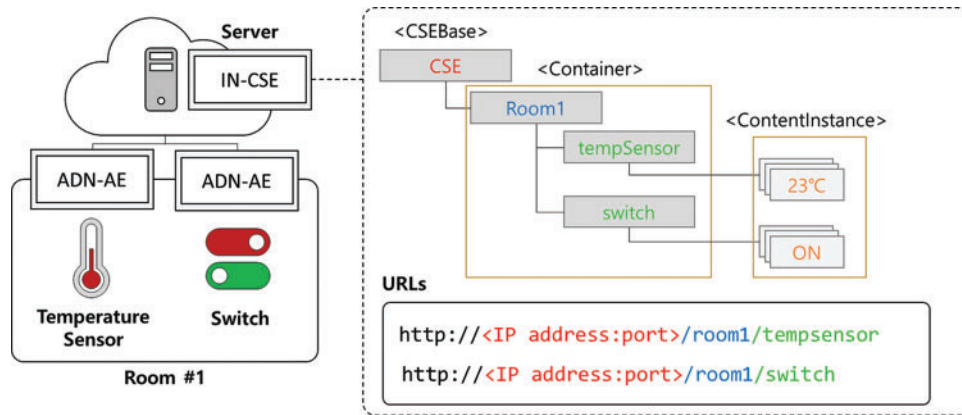 Server
IN-CSE
ADN-AE
ADN-AE
Temperature
Sensor
Switch
Room #1
<CSEBase>
CSE
<Container>
Room1
<ContentInstance>
tempSensor
23℃
switch
ON
URLs
http://<IP address:port>/room1/tempsensor
http://<IP address:port>/room1/switch